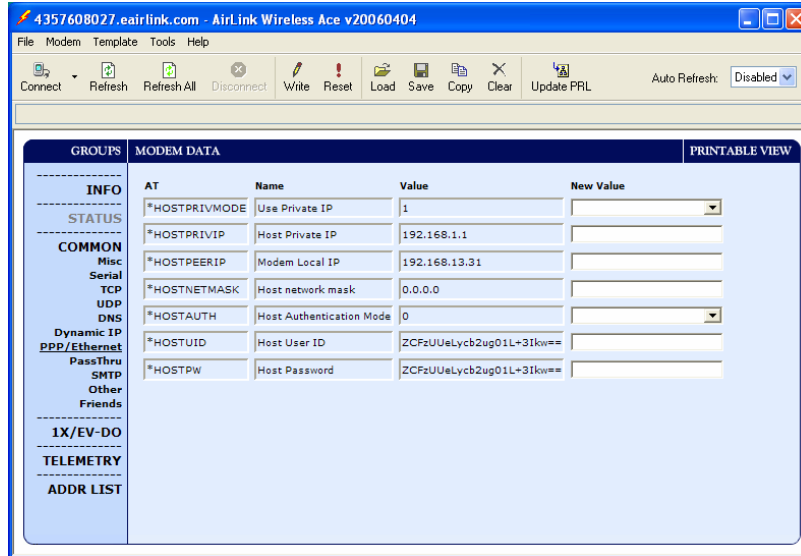 4357608027.eairlink.com - AirLink Wireless Ace v20060404
File Modem Template Tools Help
Connect Refresh Refresh All Disconnect Write Reset Load Save Copy Clear Update PRL Auto Refresh: Disabled
GROUPS MODEM DATA PRINTABLE VIEW
INFO
STATUS
COMMON
Misc
Serial
TCP
UDP
DNS
Dynamic IP
PPP/Ethernet
PassThru
SMTP
Other
Friends
1X/EV-DO
TELEMETRY
ADDR LIST
AT Name Value New Value
*HOSTPRIVMODE Use Private IP 1
*HOSTPRIVIP Host Private IP 192.168.1.1
*HOSTPEERIP Modem Local IP 192.168.13.31
*HOSTNETMASK Host network mask 0.0.0.0
*HOSTAUTH Host Authentication Mode 0
*HOSTUID Host User ID ZCFzUUeLycb2ug01L+3Ikw==
*HOSTPW Host Password ZCFzUUeLycb2ug01L+3Ikw==